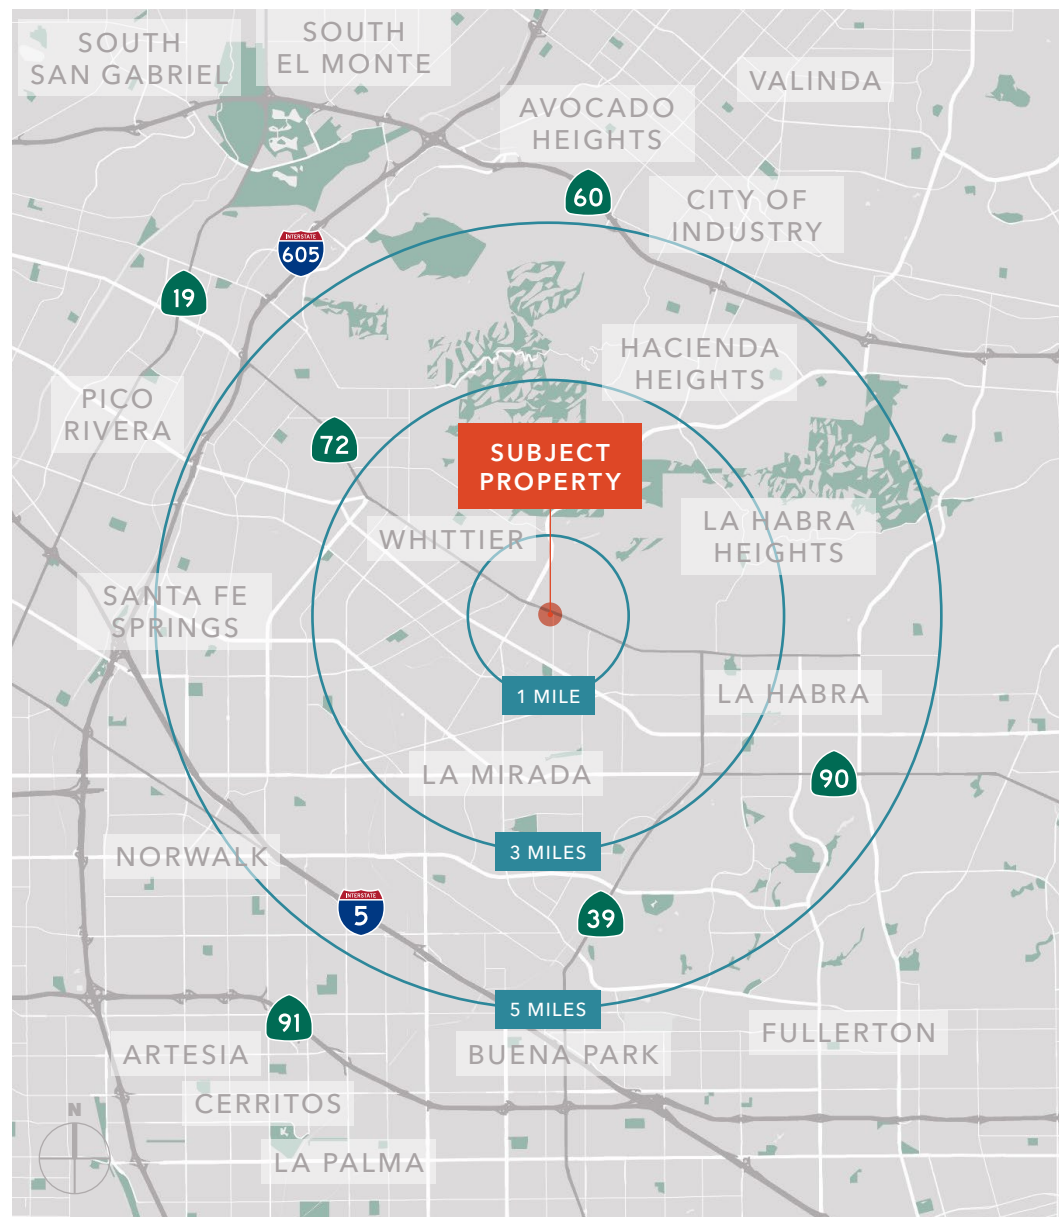 SOUTH
SAN GABRIEL
SOUTH
EL MONTE
VALINDA
AVOCADO
HEIGHTS
60
CITY OF
INDUSTRY
INTERSTATE
605
19
HACIENDA
HEIGHTS
PICO
RIVERA
72
SUBJECT
PROPERTY
WHITTIER
LA HABRA
HEIGHTS
SANTA FE
SPRINGS
1 MILE
LA HABRA
LA MIRADA
90
3 MILES
NORWALK
INTERSTATE
5
39
5 MILES
91
FULLERTON
ARTESIA
BUENA PARK
CERRITOS
N
LA PALMA